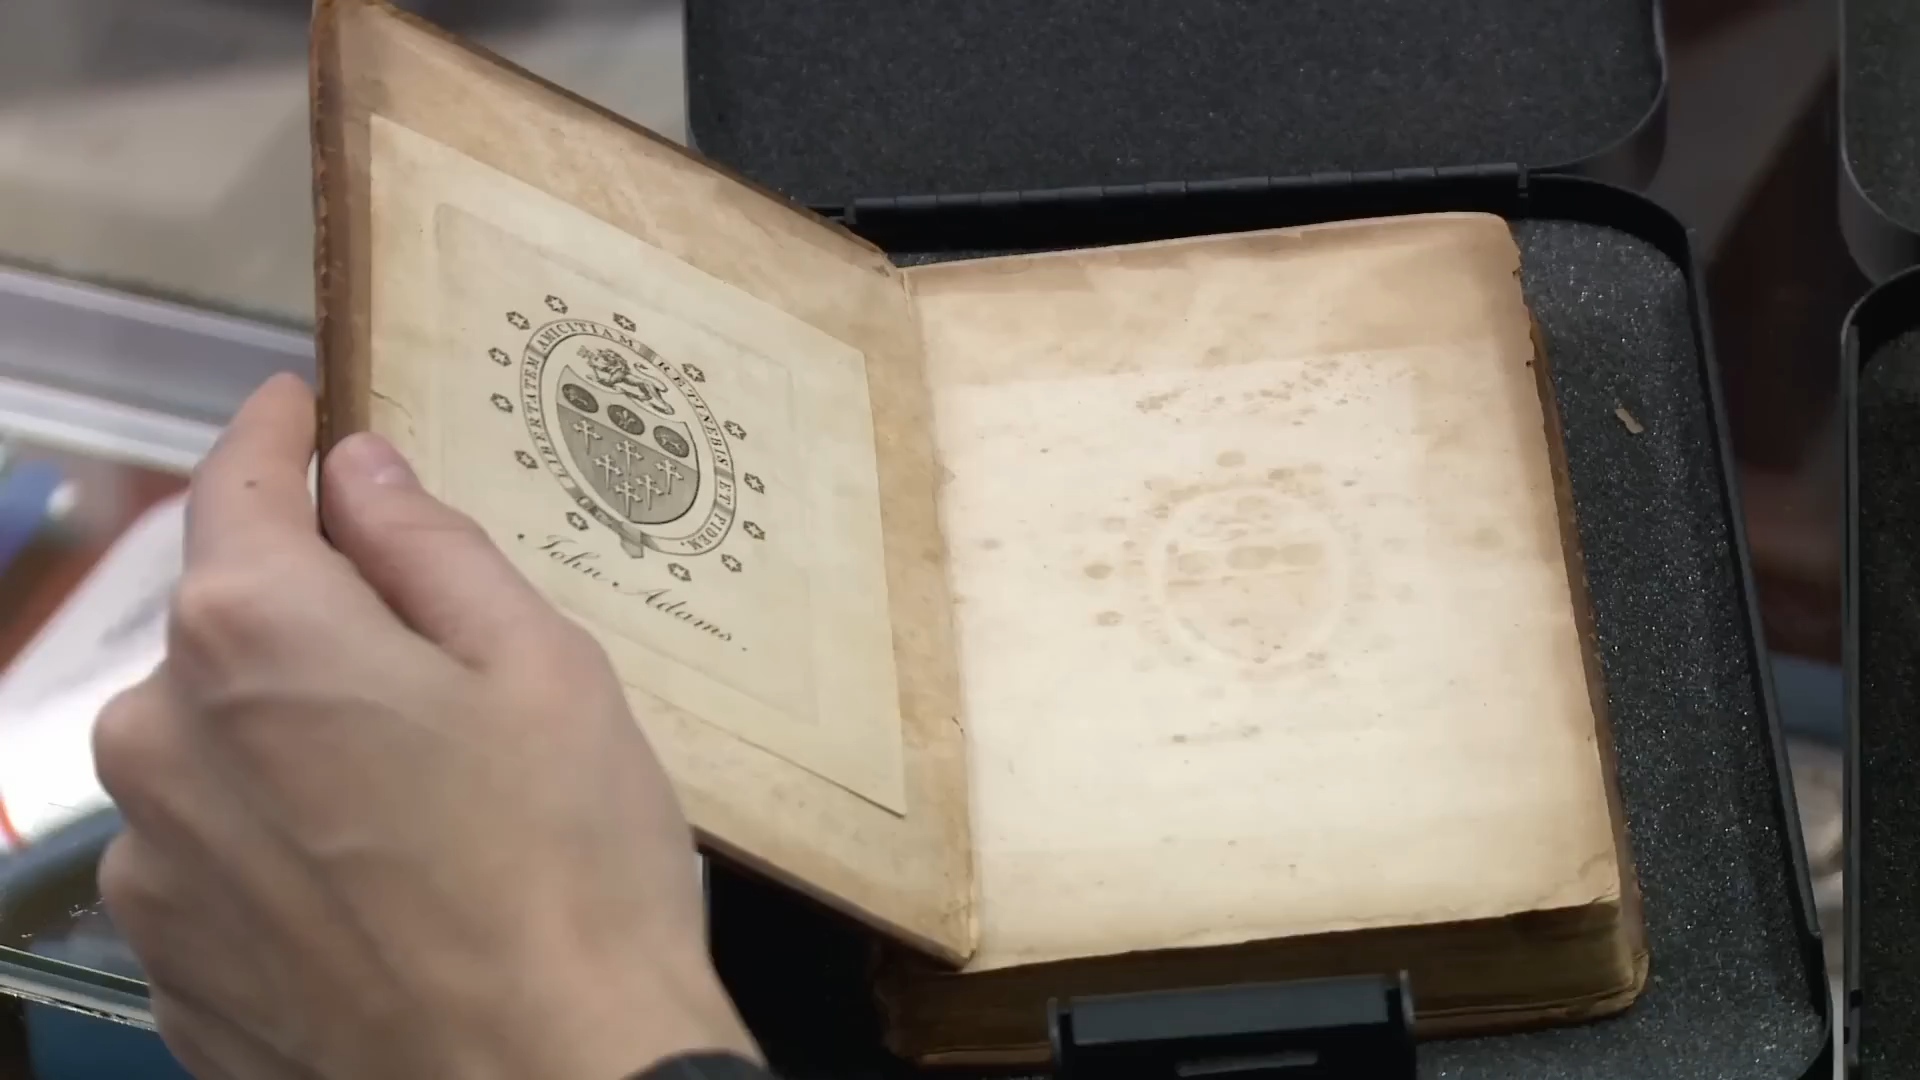 LIBERTATEM AMICITIAM RETINEBIS ET FIDEM.
. John . Adams .